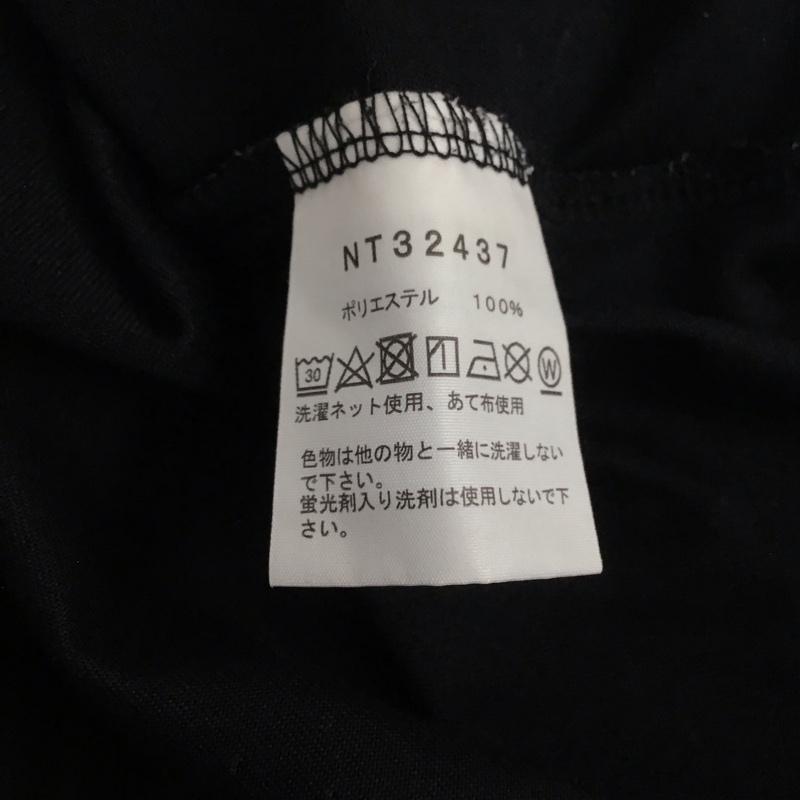 NT32437
ポリエステル 100%
30 W
洗濯ネット使用、あて布使用
色物は他の物と一緒に洗濯しない
で下さい。
蛍光剤入り洗剤は使用しないで下
さい。